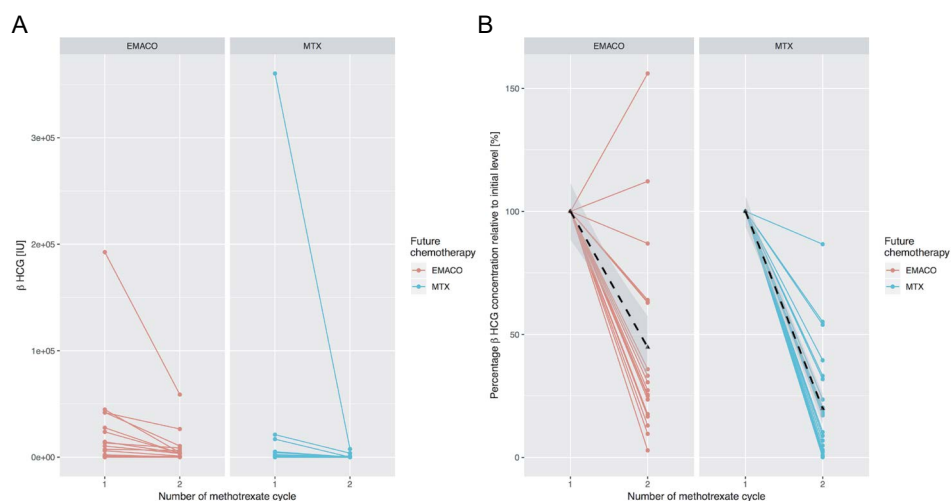 A
EMACO
MTX
3e+05
2e+05
1e+05
0e+00
β HCG [IU]
1
2
1
2
Number of methotrexate cycle
Future
chemotherapy
EMACO
MTX
B
EMACO
MTX
150
100
50
0
Percentage β HCG concentration relative to initial level [%]
1
2
1
2
Number of methotrexate cycle
Future
chemotherapy
EMACO
MTX